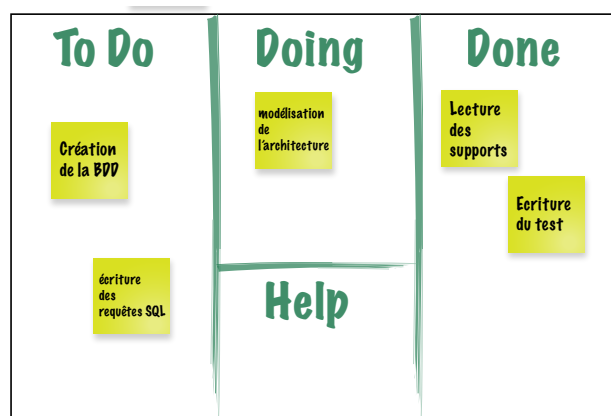 To Do
Création
de la BDD
écriture
des
requêtes SQL
Doing
modélisation
de
l'architecture
Help
Done
Lecture
des
supports
Ecriture
du test